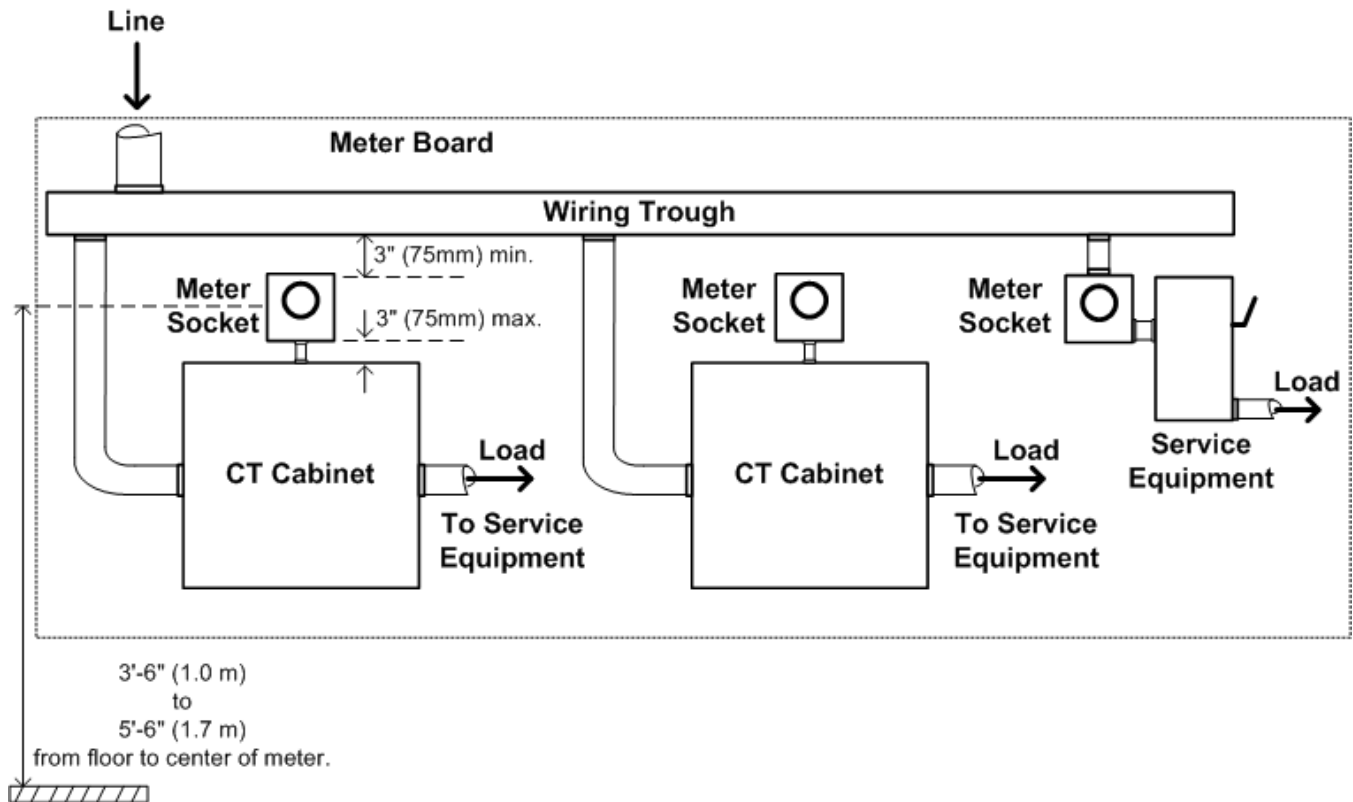 Line
Meter Board
Wiring Trough
3" (75mm) min.
Meter
Socket
3" (75mm) max.
Meter
Socket
Meter
Socket
Load
CT Cabinet
Load
To Service
Equipment
CT Cabinet
Load
To Service
Equipment
Service
Equipment
3'-6" (1.0 m)
to
5'-6" (1.7 m)
from floor to center of meter.